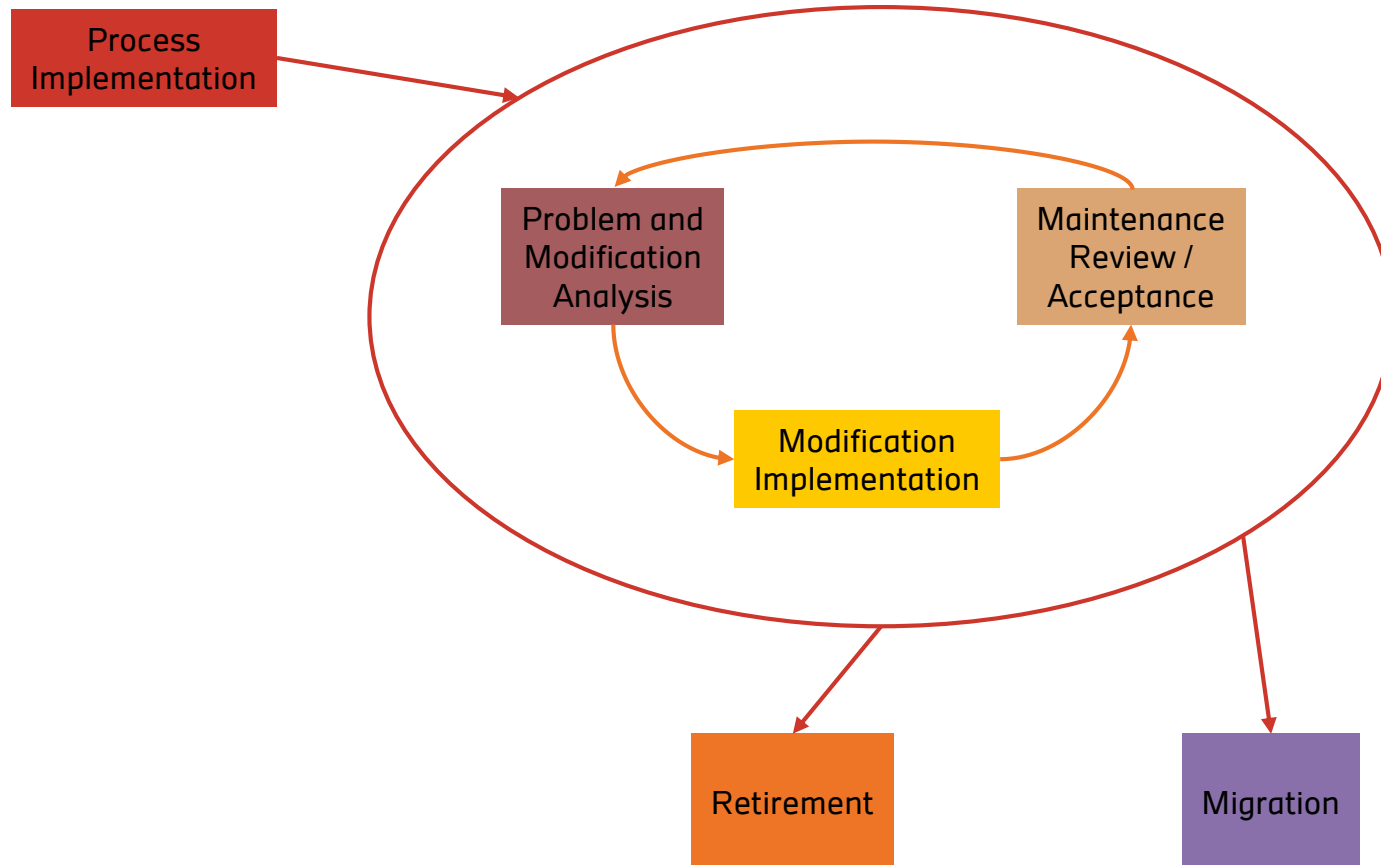 Process
Implementation
Problem and
Modification
Analysis
Maintenance
Review /
Acceptance
Modification
Implementation
Retirement
Migration